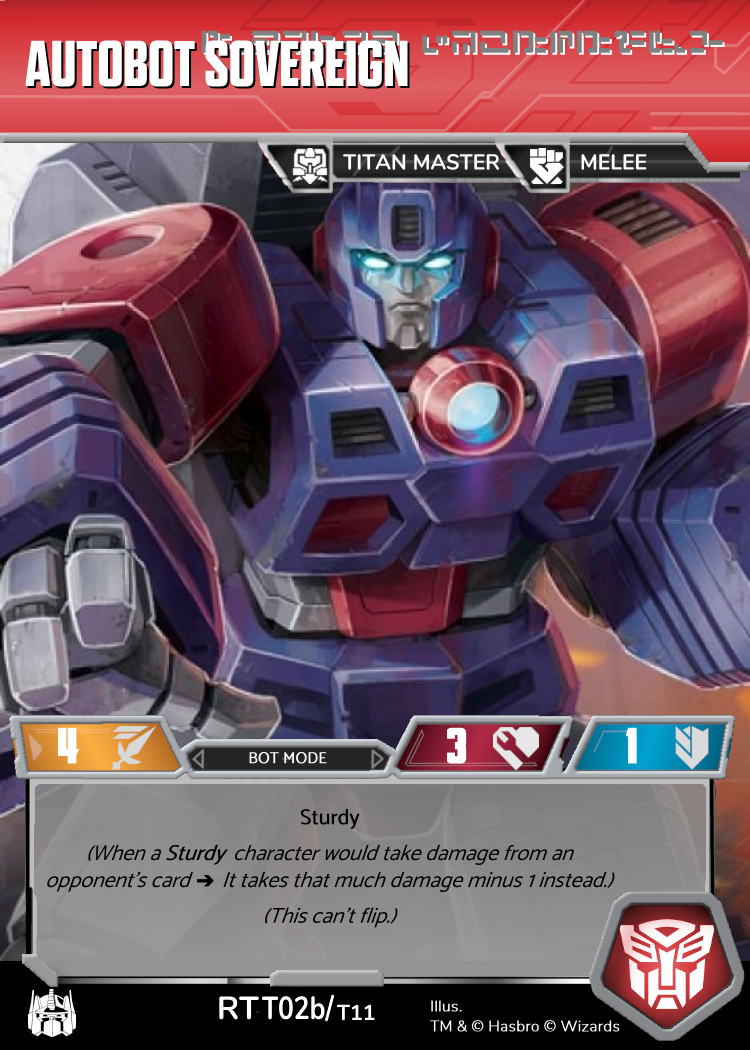 AUTOBOT SOVEREIGN
TITAN MASTER
MELEE
4
BOT MODE
3
1
Sturdy
(When a Sturdy character would take damage from an
opponent's card ➔ It takes that much damage minus 1 instead.)
(This can't flip.)
RT T02b/T11
Illus.
TM & © Hasbro © Wizards